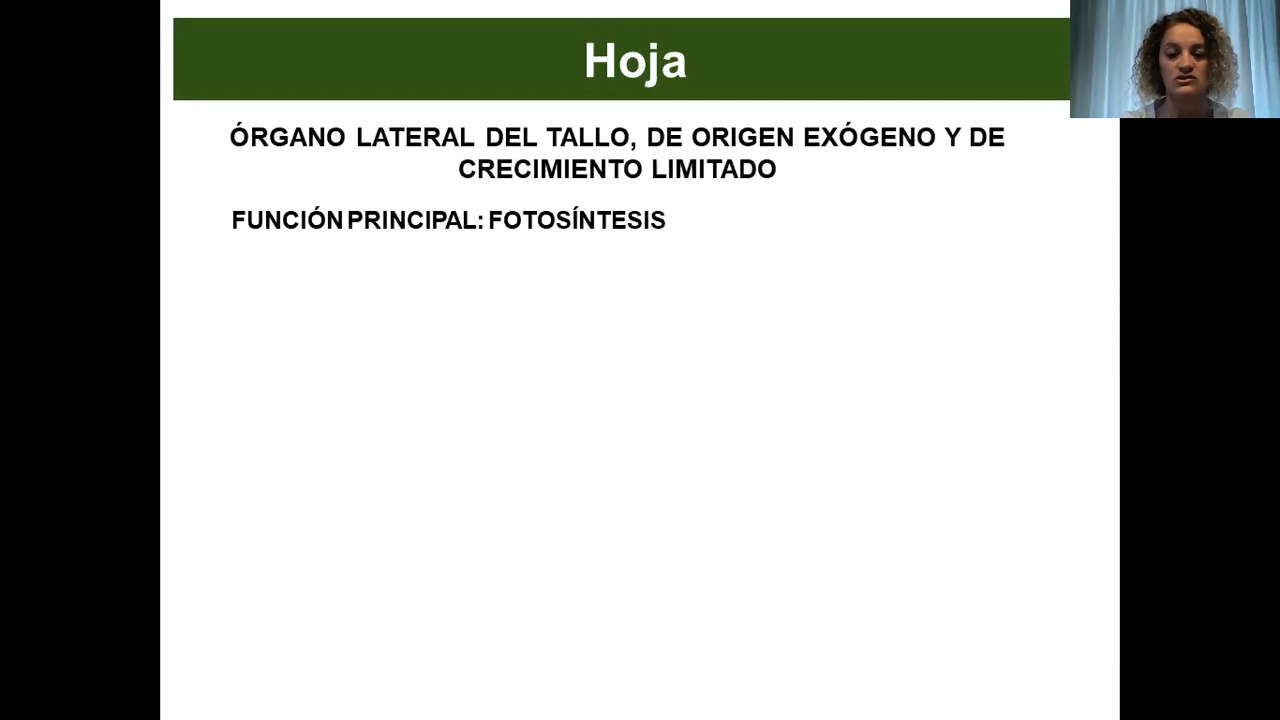 Hoja
ÓRGANO LATERAL DEL TALLO, DE ORIGEN EXÓGENO Y DE
CRECIMIENTO LIMITADO
FUNCIÓN PRINCIPAL: FOTOSÍNTESIS